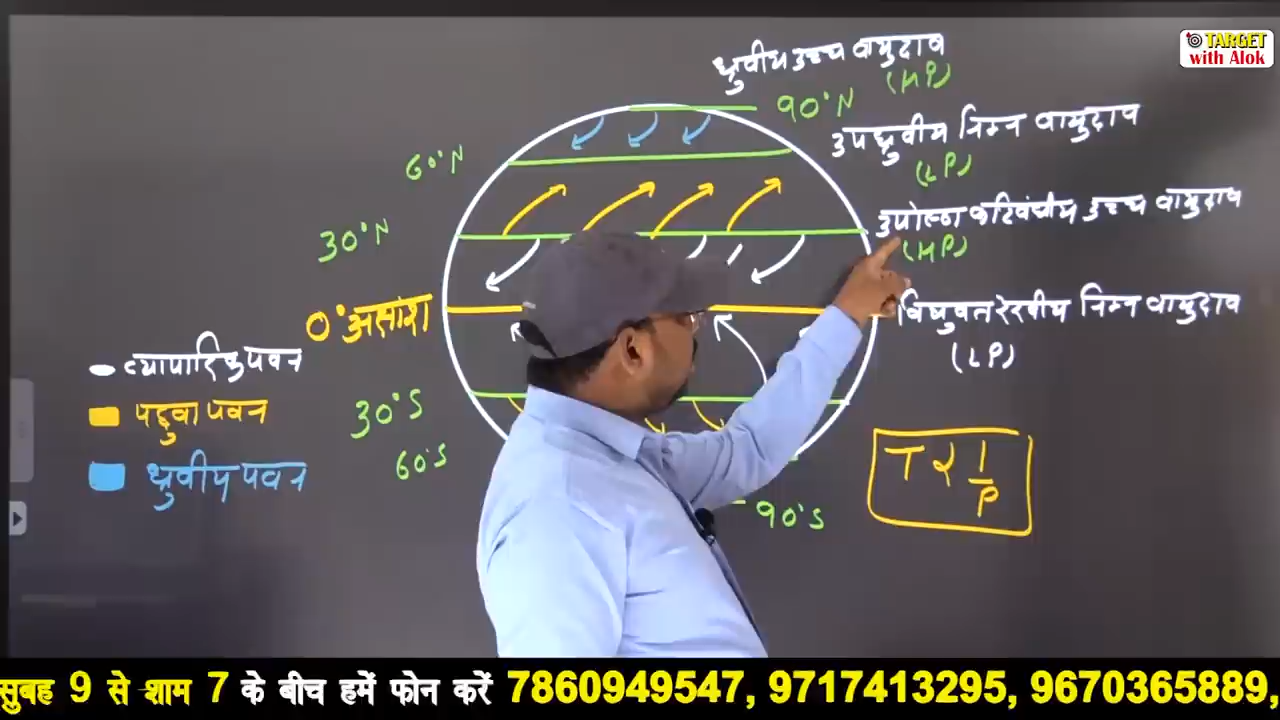 TARGET
with Alok
ध्रुवीय उच्च वायुदाव
(HP)
90°N
उपध्रुवीय निम्न वायुदाव
(LP)
60°N
उपोष्ण कटिबंधीय उच्च वायुदाव
(HP)
30°N
विषुवत रेखीय निम्न वायुदाव
(LP)
0° अक्षांश
व्यापारिक पवन
पछुवा पवन
ध्रुवीय पवन
30°S
60°S
90°S
T ∝ 1/P
सुबह 9 से शाम 7 के बीच हमें फोन करें 7860949547, 9717413295, 9670365889,